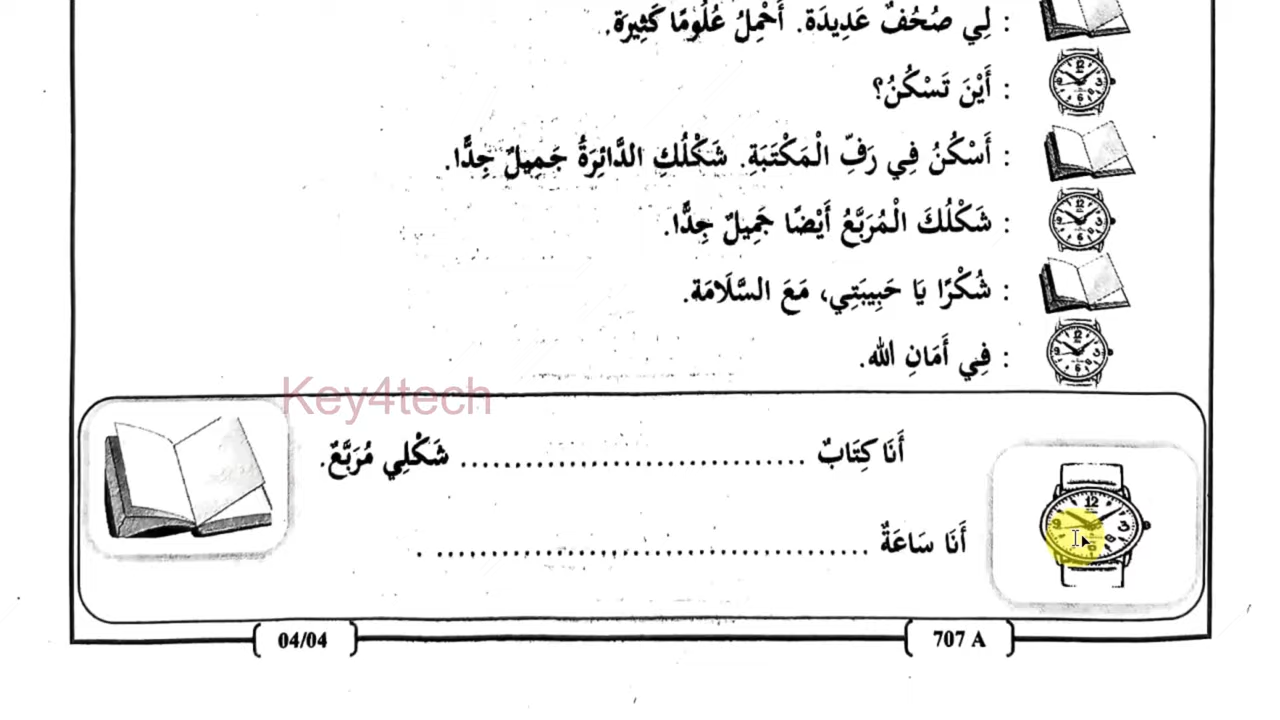 : لِي صُحُفٌ عَدِيدَة. أَحْمِلُ عُلُومًا كَثِيرَة.
: أَيْنَ تَسْكُنُ؟
: أَسْكُنُ فِي رَفِّ الْمَكْتَبَةِ. شَكْلُكِ الدَّائِرَةُ جَمِيلٌ جِدًّا.
: شَكْلُكَ الْمُرَبَّعُ أَيْضًا جَمِيلٌ جِدًّا.
: شُكْرًا يَا حَبِيبَتِي، مَعَ السَّلَامَة.
: فِي أَمَانِ الله.
Key4tech
أَنَا كِتَابٌ ................................ شَكْلِي مُرَبَّعٌ.
أَنَا سَاعَةٌ ........................................ .
707 A
04/04